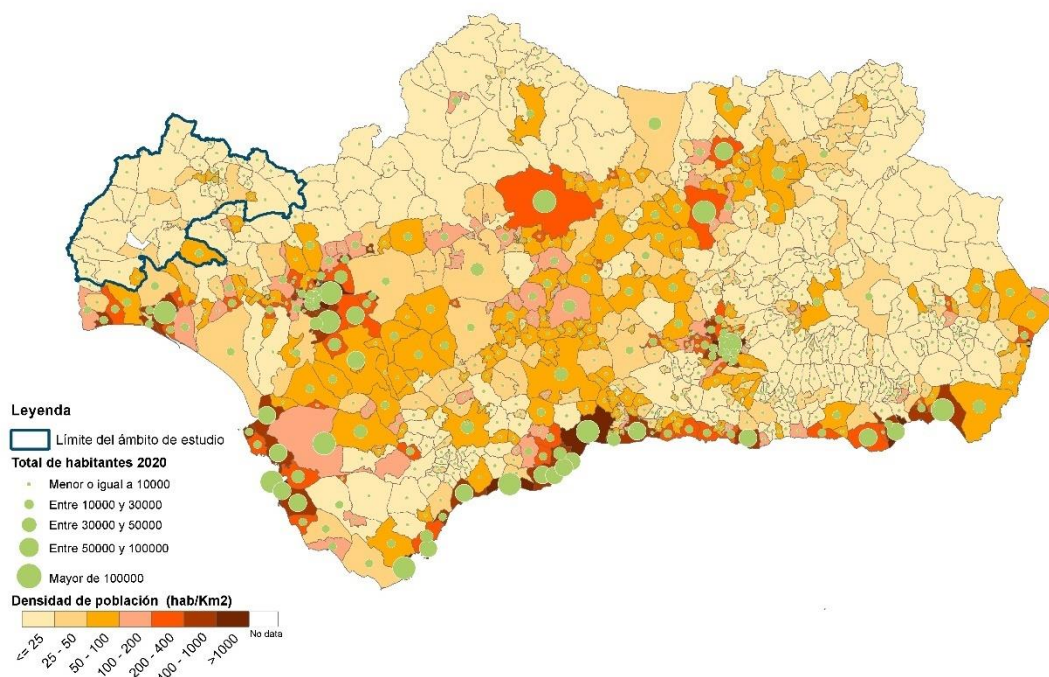 Leyenda
Límite del ámbito de estudio
Total de habitantes 2020
Menor o igual a 10000
Entre 10000 y 30000
Entre 30000 y 50000
Entre 50000 y 100000
Mayor de 100000
Densidad de población (hab/Km2)
<= 25
25 - 50
50 - 100
100 - 200
200 - 400
400 - 1000
>1000
No data